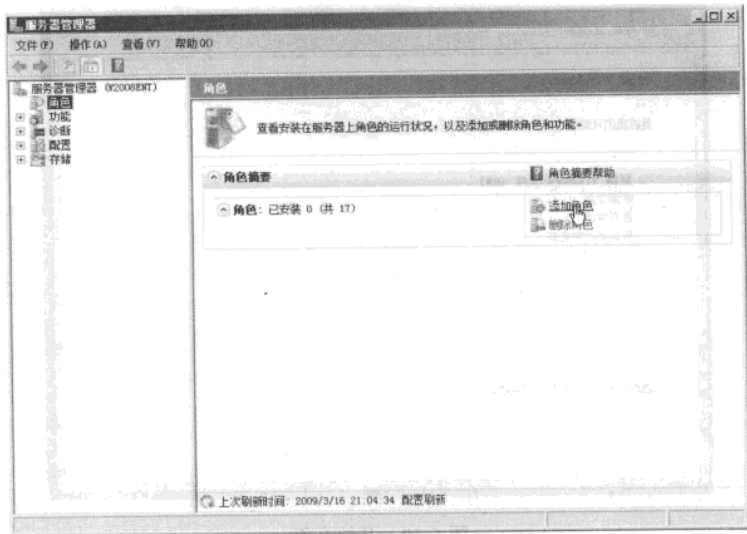 服务器管理器
文件(F) 操作(A) 查看(V) 帮助(H)
服务器管理器 (W2008ENT)
角色
功能
诊断
配置
存储
角色
查看安装在服务器上角色的运行状况，以及添加或删除角色和功能。
角色摘要
角色摘要帮助
角色: 已安装 0 (共 17)
添加角色
删除角色
上次刷新时间: 2009/3/16 21:04:34 配置刷新